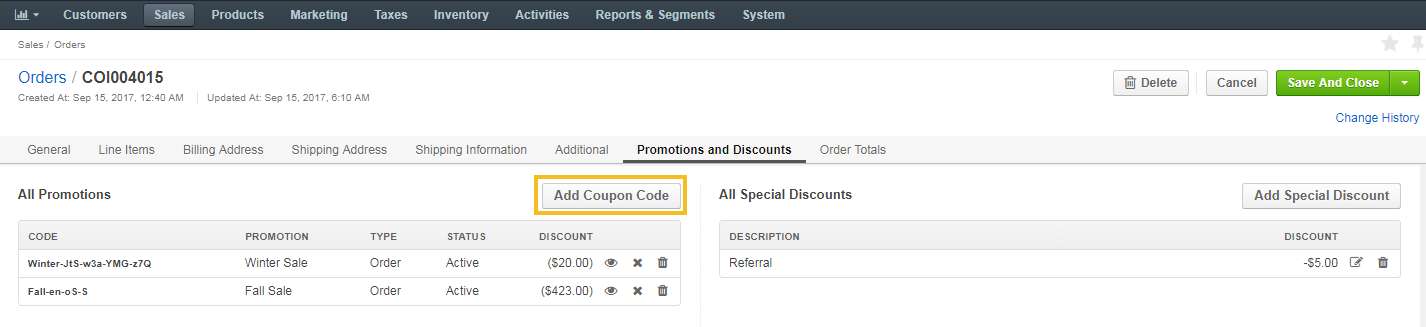 Customers Sales Products Marketing Taxes Inventory Activities Reports & Segments System
Sales / Orders
Orders / COI004015
Delete Cancel Save And Close
Created At: Sep 15, 2017, 12:40 AM Updated At: Sep 15, 2017, 6:10 AM
Change History
General Line Items Billing Address Shipping Address Shipping Information Additional Promotions and Discounts Order Totals
All Promotions Add Coupon Code
CODE PROMOTION TYPE STATUS DISCOUNT
Winter-JtS-w3a-YMG-z7Q Winter Sale Order Active ($20.00)
Fall-en-oS-S Fall Sale Order Active ($423.00)
All Special Discounts Add Special Discount
DESCRIPTION DISCOUNT
Referral -$5.00